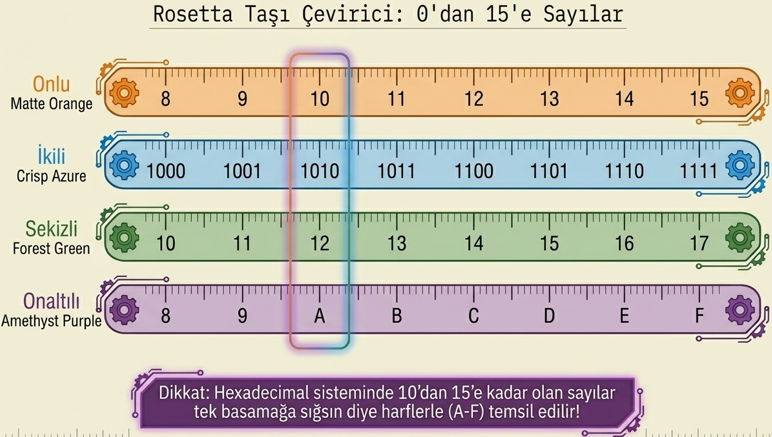 Rosetta Taşı Çevirici: 0'dan 15'e Sayılar
Onlu
Matte Orange
8 9 10 11 12 13 14 15
İkili
Crisp Azure
1000 1001 1010 1011 1100 1101 1110 1111
Sekizli
Forest Green
10 11 12 13 14 15 16 17
Onaltılı
Amethyst Purple
8 9 A B C D E F
Dikkat: Hexadecimal sisteminde 10'dan 15'e kadar olan sayılar
tek basamağa sığsın diye harflerle (A-F) temsil edilir!